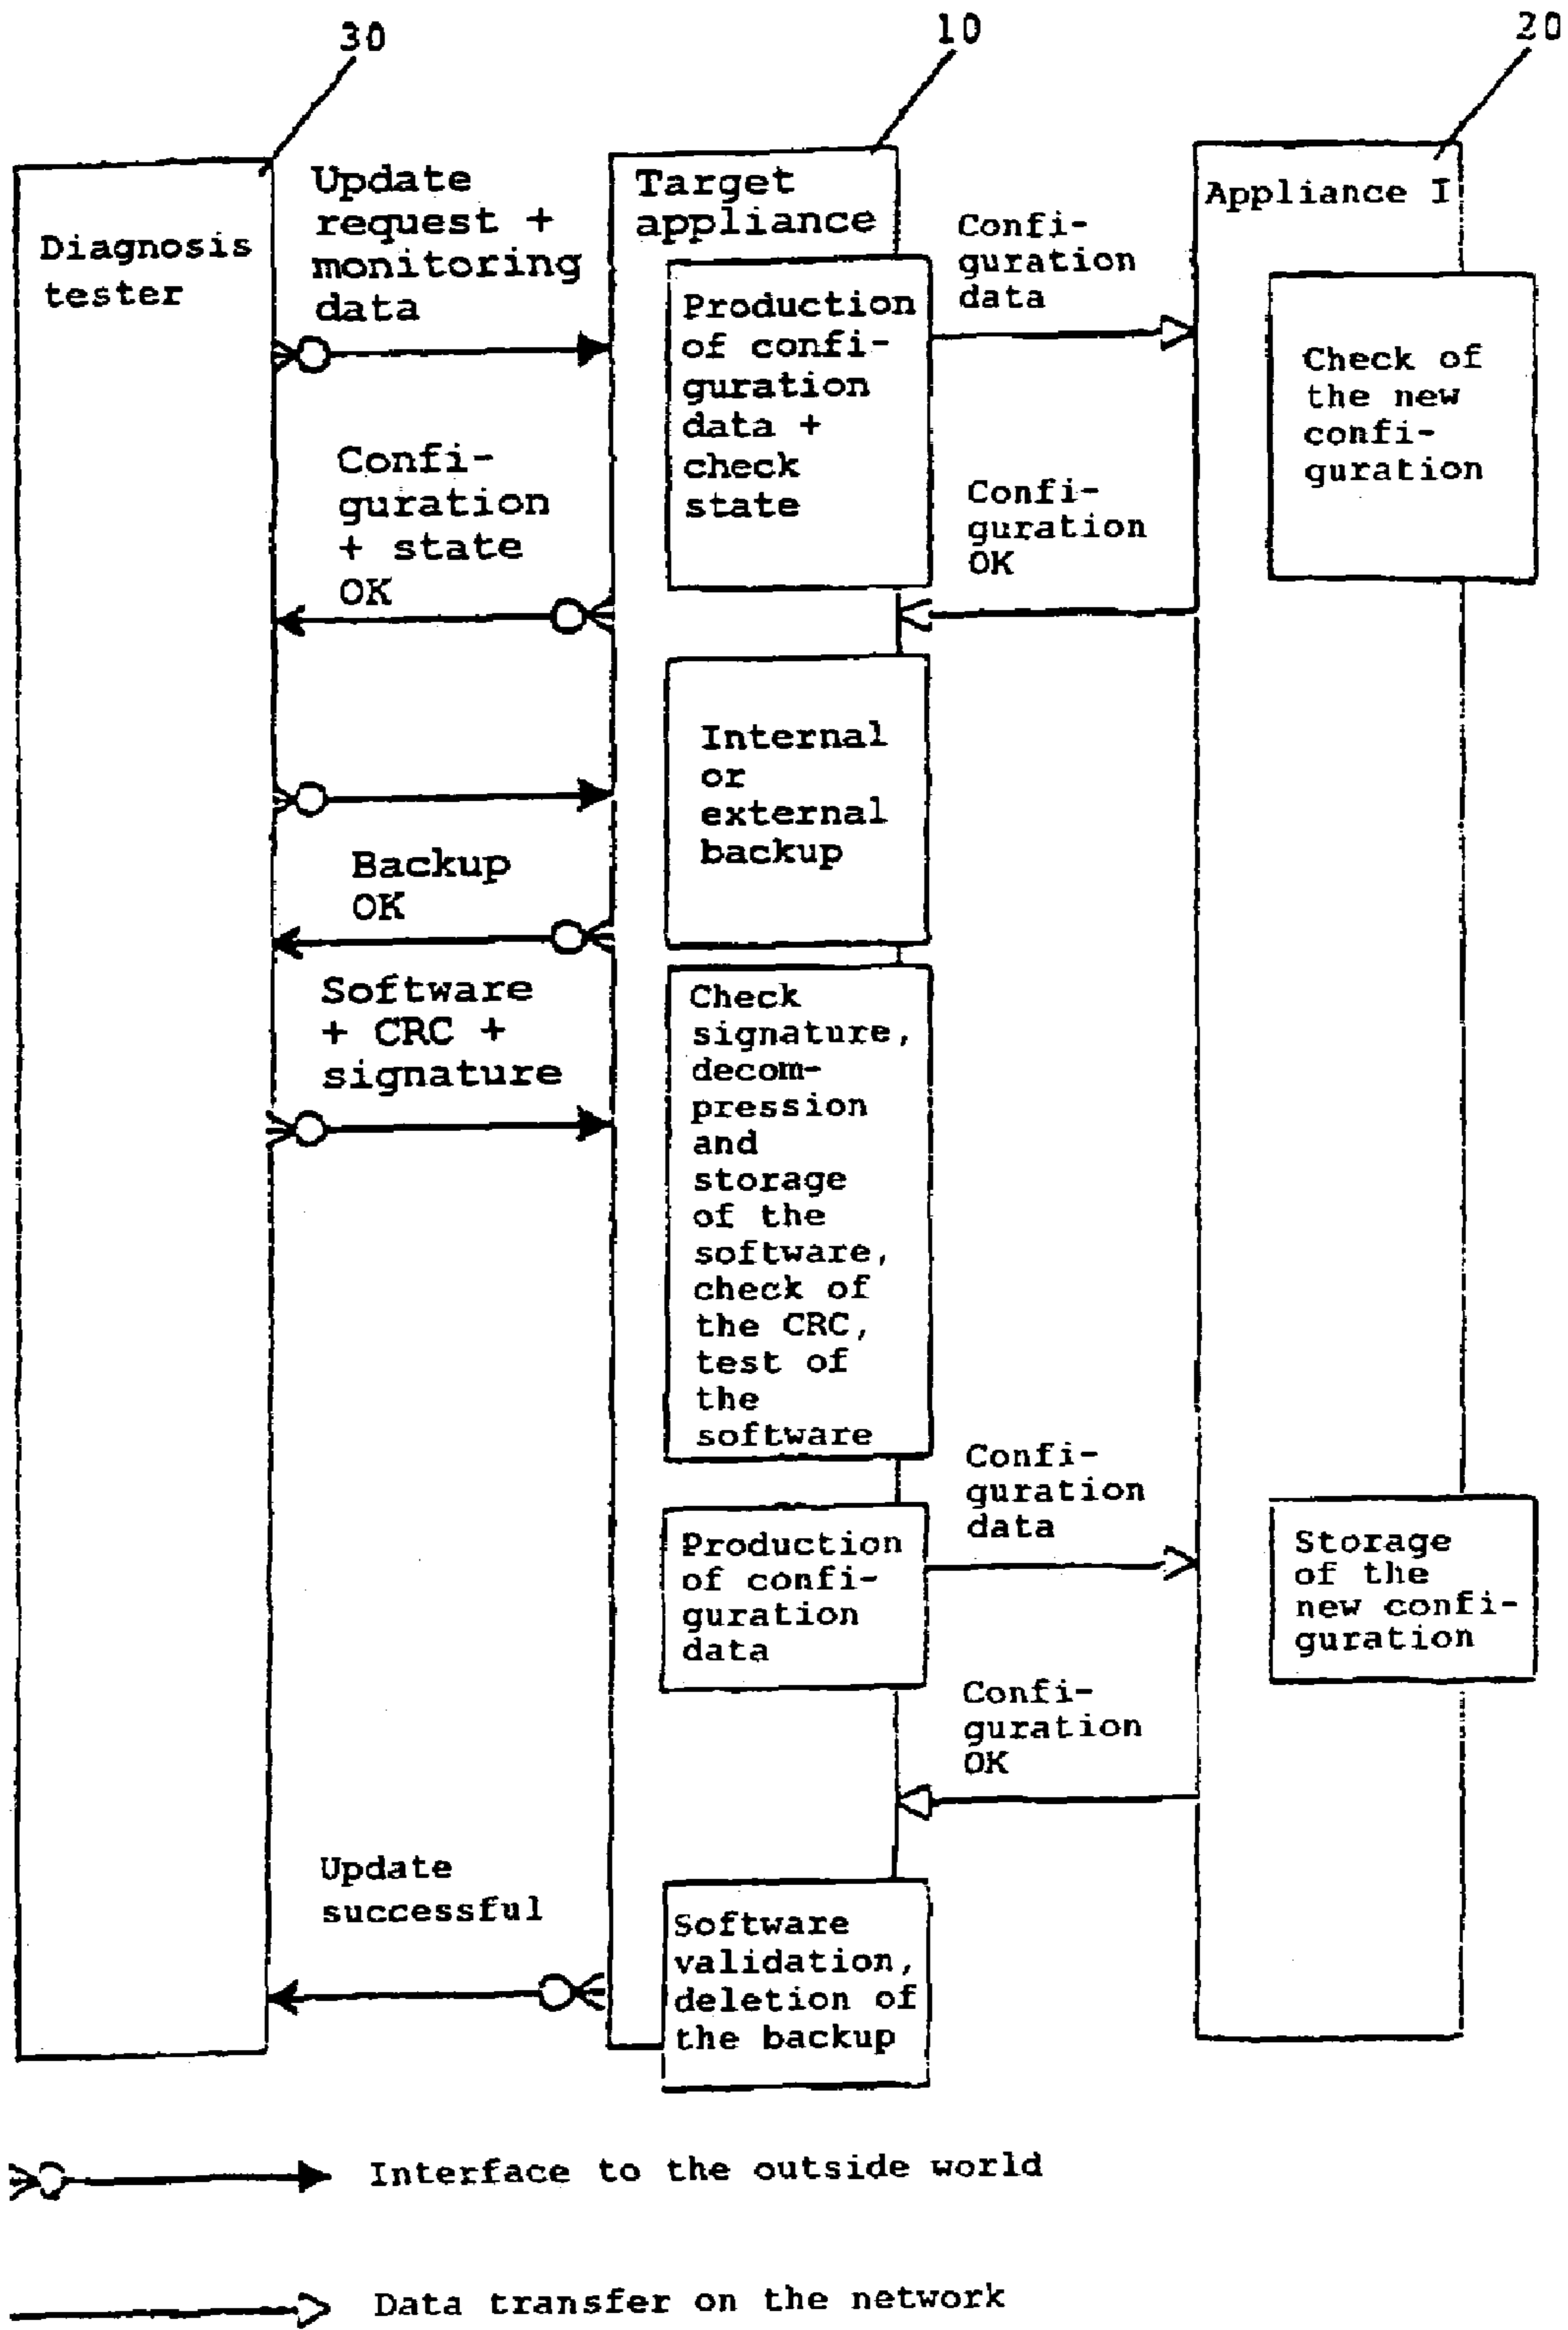 30
10
20
Diagnosis
tester
Update
request +
monitoring
data
Target
appliance
Appliance I
Production
of confi-
guration
data +
check
state
Confi-
guration
data
Check of
the new
confi-
guration
Confi-
guration
+ state
OK
Confi-
guration
OK
Internal
or
external
backup
Backup
OK
Software
+ CRC +
signature
Check
signature,
decom-
pression
and
storage
of the
software,
check of
the CRC,
test of
the
software
Production
of confi-
guration
data
Confi-
guration
data
Storage
of the
new confi-
guration
Confi-
guration
OK
Update
successful
Software
validation,
deletion of
the backup
Interface to the outside world
Data transfer on the network